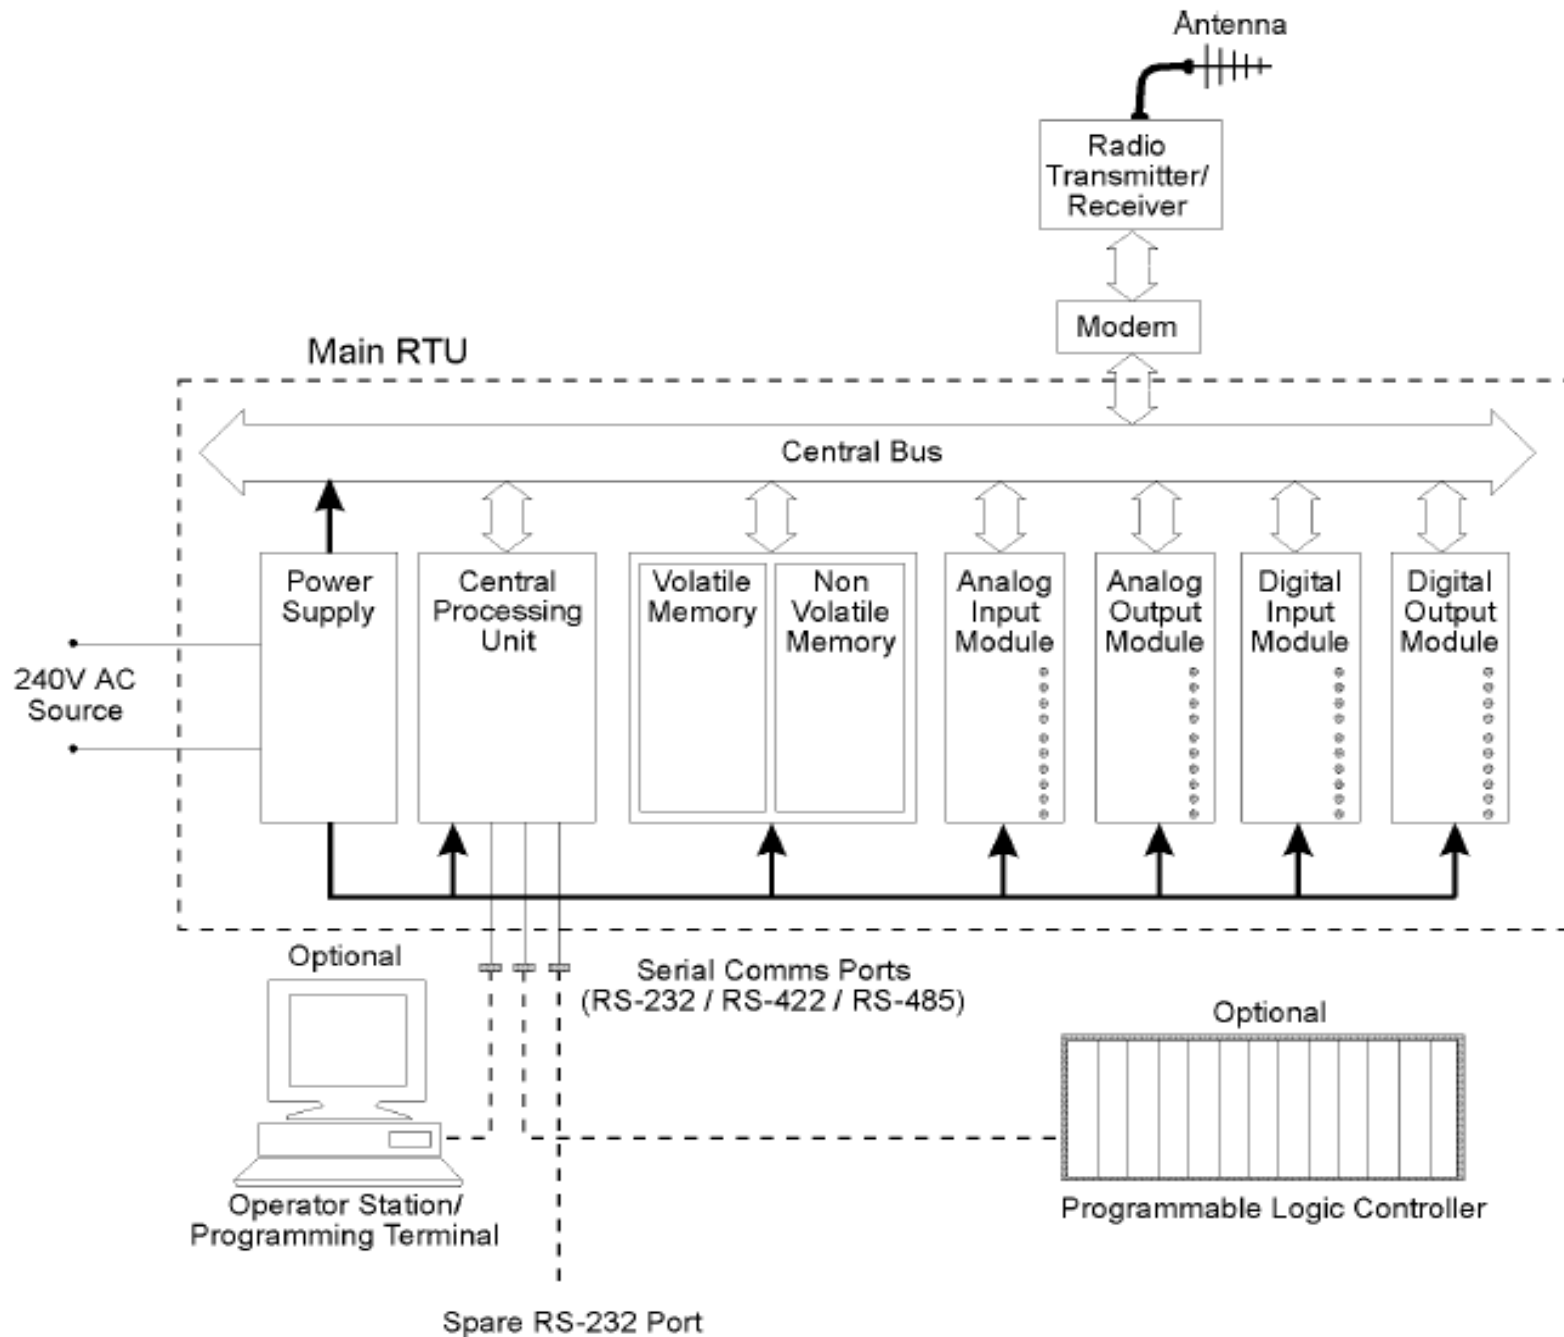 Antenna
Radio
Transmitter/
Receiver
Modem
Main RTU
Central Bus
Power
Supply
Central
Processing
Unit
Volatile
Memory
Non
Volatile
Memory
Analog
Input
Module
Analog
Output
Module
Digital
Input
Module
Digital
Output
Module
240V AC
Source
Optional
Serial Comms Ports
(RS-232 / RS-422 / RS-485)
Optional
Operator Station/
Programming Terminal
Programmable Logic Controller
Spare RS-232 Port